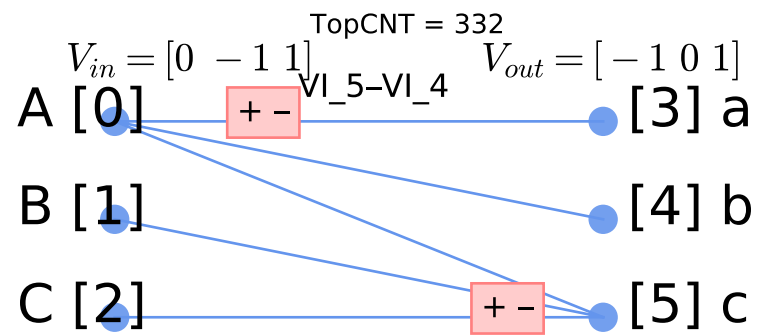 TopCNT = 332
V_in = [0 −1 1]
V_out = [−1 0 1]
VI_5–VI_4
A [0]
+ −
[3] a
B [1]
[4] b
C [2]
+ −
[5] c